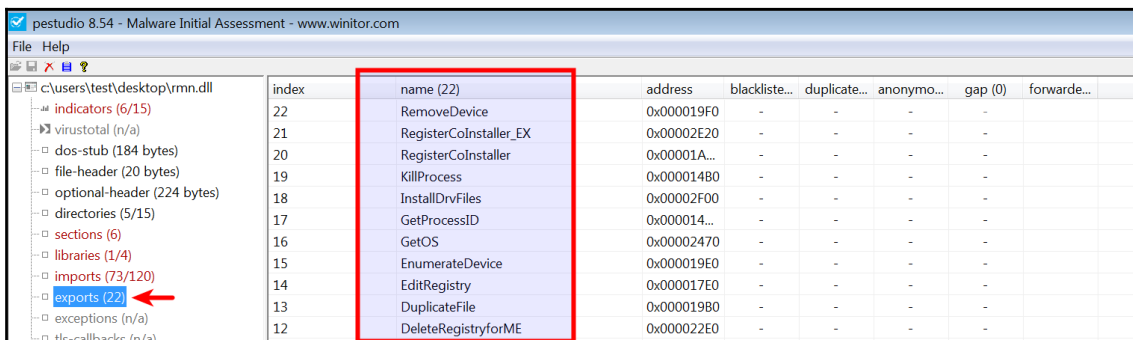 pestudio 8.54 - Malware Initial Assessment - www.winitor.com
File Help
c:\users\test\desktop\rmn.dll
indicators (6/15)
virustotal (n/a)
dos-stub (184 bytes)
file-header (20 bytes)
optional-header (224 bytes)
directories (5/15)
sections (6)
libraries (1/4)
imports (73/120)
exports (22)
exceptions (n/a)
tls-callbacks (n/a)
index name (22) address blackliste... duplicate... anonymo... gap (0) forwarde...
22 RemoveDevice 0x000019F0 - - - -
21 RegisterCoInstaller_EX 0x00002E20 - - - -
20 RegisterCoInstaller 0x00001A... - - - -
19 KillProcess 0x000014B0 - - - -
18 InstallDrvFiles 0x00002F00 - - - -
17 GetProcessID 0x000014... - - - -
16 GetOS 0x00002470 - - - -
15 EnumerateDevice 0x000019E0 - - - -
14 EditRegistry 0x000017E0 - - - -
13 DuplicateFile 0x000019B0 - - - -
12 DeleteRegistryforME 0x000022E0 - - - -